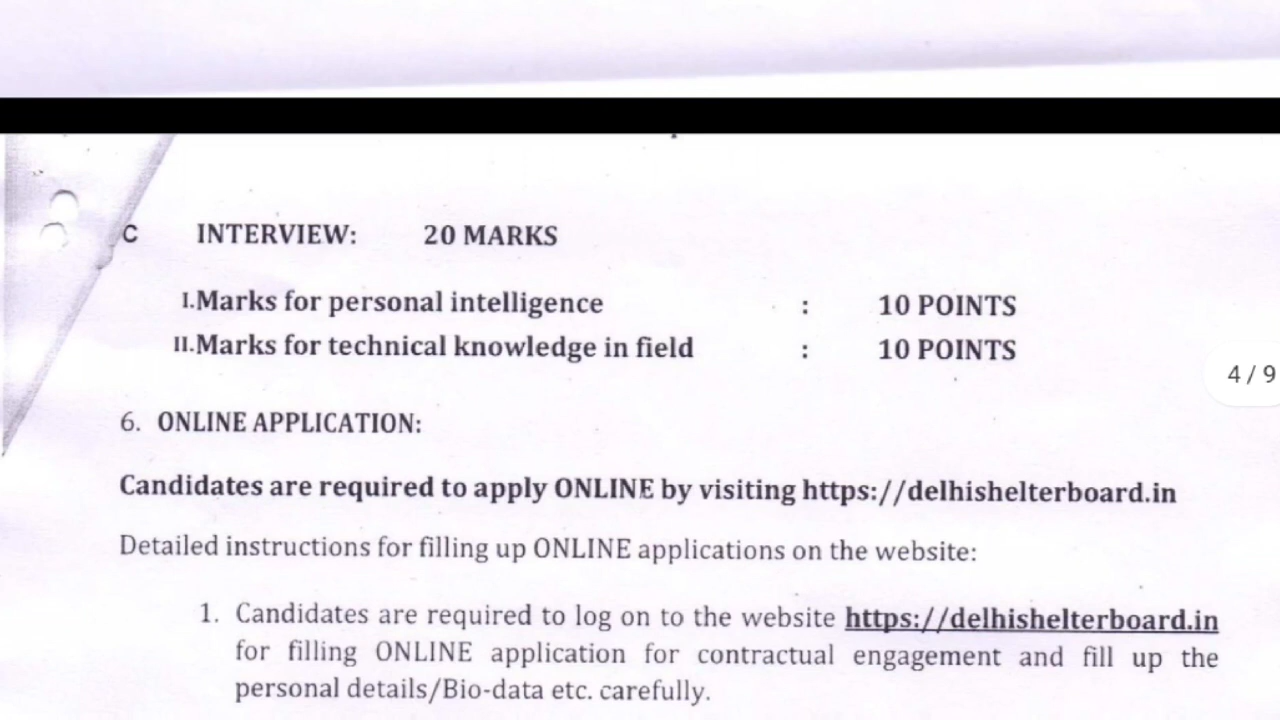 C INTERVIEW: 20 MARKS
I.Marks for personal intelligence : 10 POINTS
II.Marks for technical knowledge in field : 10 POINTS
4 / 9
6. ONLINE APPLICATION:
Candidates are required to apply ONLINE by visiting https://delhishelterboard.in
Detailed instructions for filling up ONLINE applications on the website:
1. Candidates are required to log on to the website https://delhishelterboard.in
for filling ONLINE application for contractual engagement and fill up the
personal details/Bio-data etc. carefully.